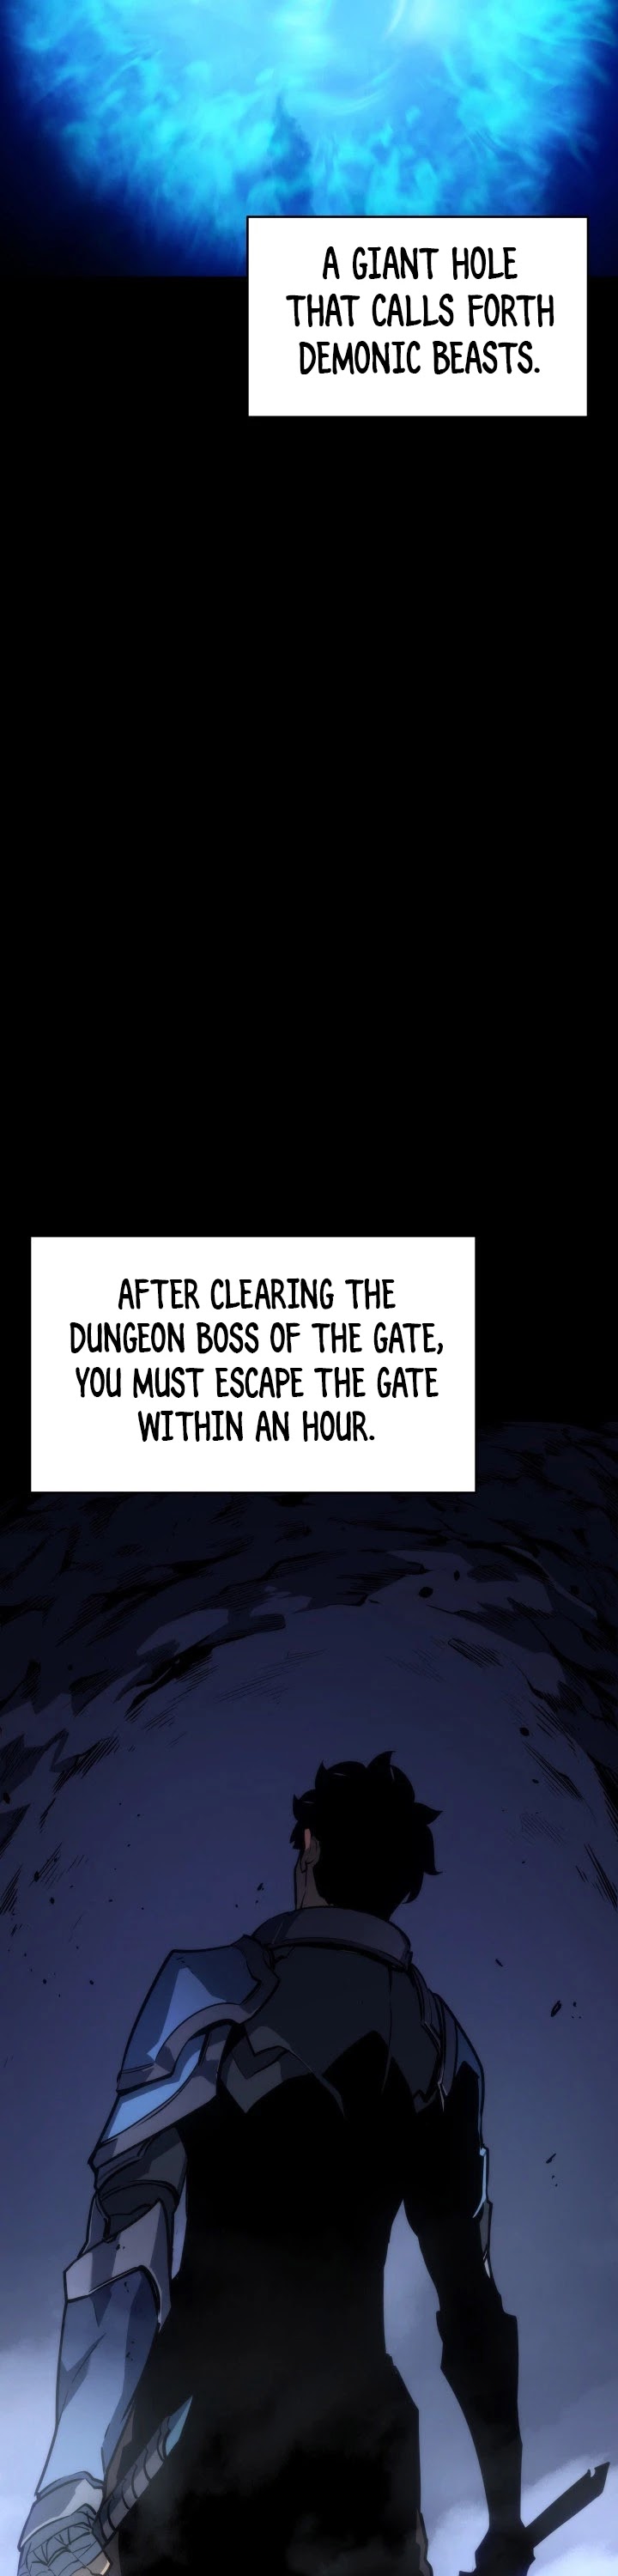 A GIANT HOLE
THAT CALLS FORTH
DEMONIC BEASTS.
AFTER CLEARING THE
DUNGEON BOSS OF THE GATE,
YOU MUST ESCAPE THE GATE
WITHIN AN HOUR.